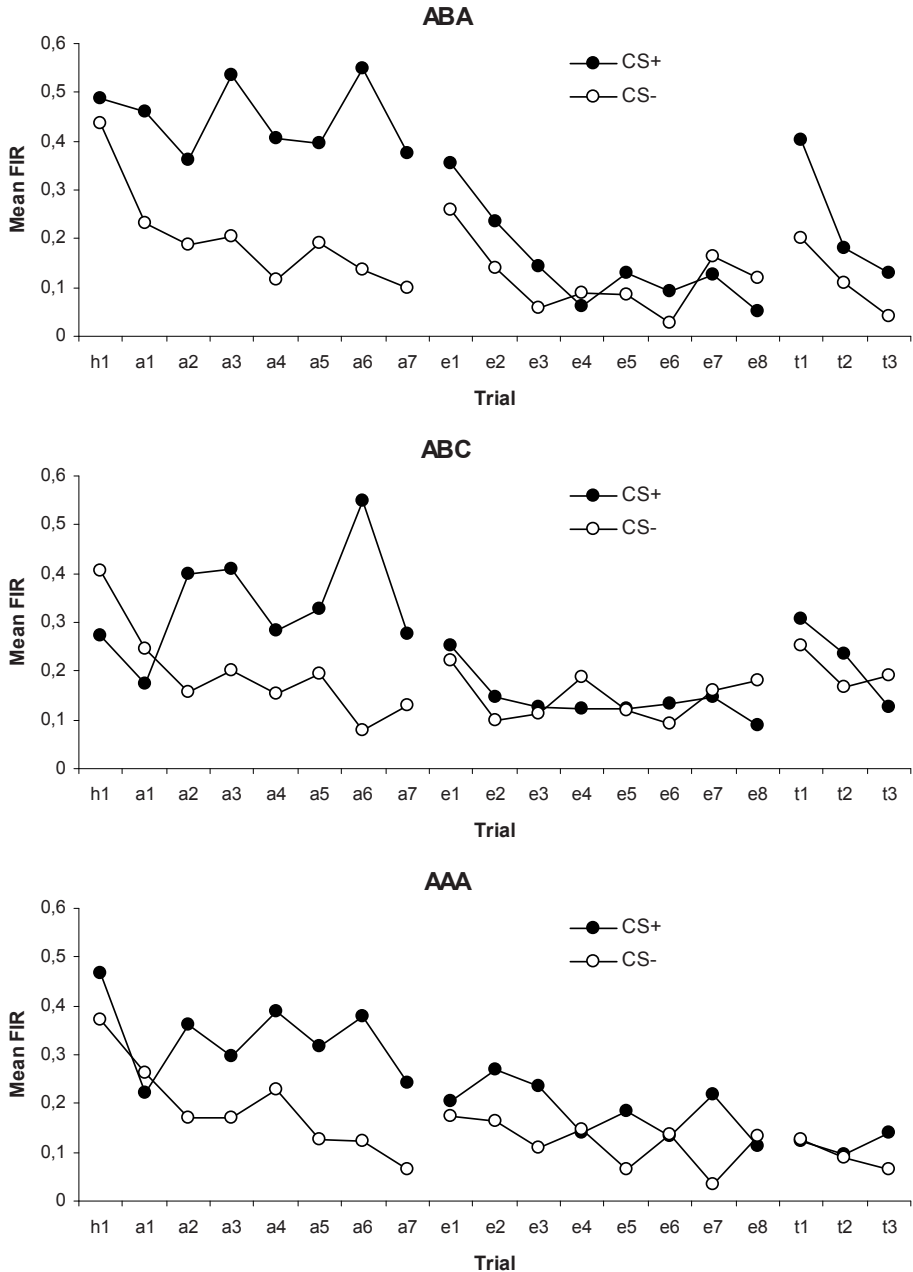 ABA
0,6
0,5
0,4
0,3
0,2
0,1
0
Mean FIR
CS+
CS-
h1 a1 a2 a3 a4 a5 a6 a7 e1 e2 e3 e4 e5 e6 e7 e8 t1 t2 t3
Trial
ABC
0,6
0,5
0,4
0,3
0,2
0,1
0
Mean FIR
CS+
CS-
h1 a1 a2 a3 a4 a5 a6 a7 e1 e2 e3 e4 e5 e6 e7 e8 t1 t2 t3
Trial
AAA
0,6
0,5
0,4
0,3
0,2
0,1
0
Mean FIR
CS+
CS-
h1 a1 a2 a3 a4 a5 a6 a7 e1 e2 e3 e4 e5 e6 e7 e8 t1 t2 t3
Trial